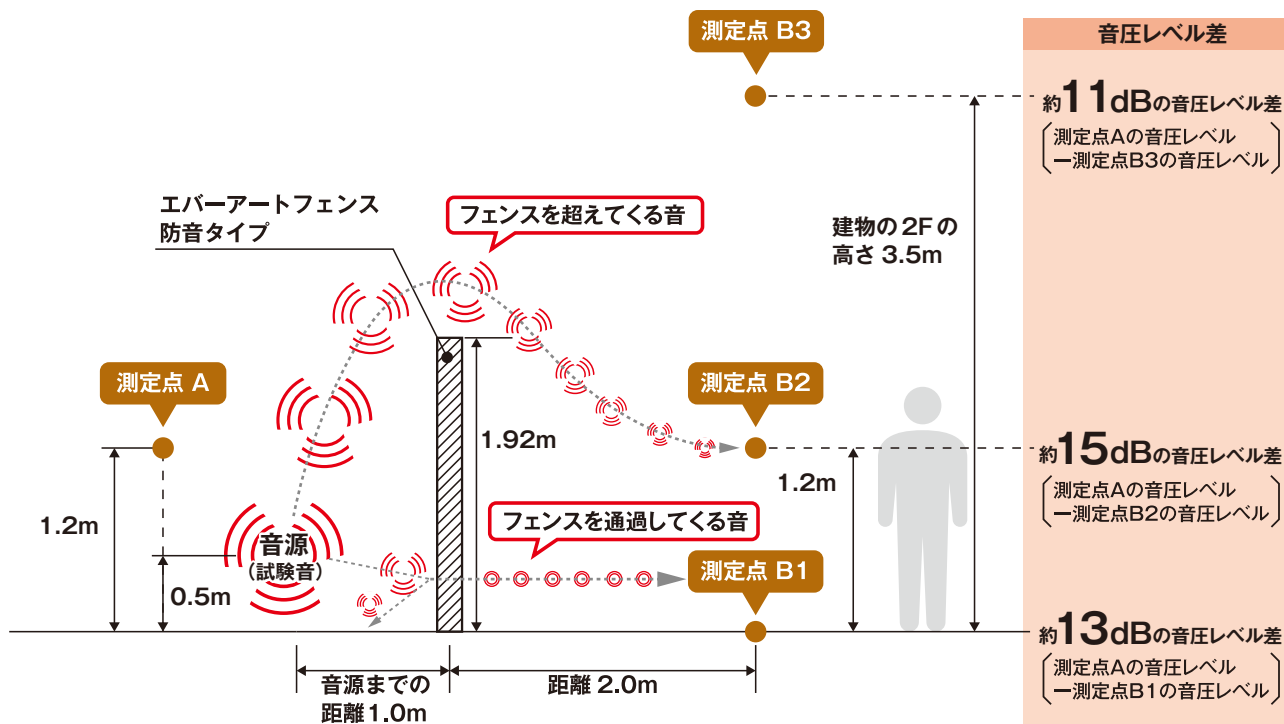 測定点 B3
音圧レベル差
約11dBの音圧レベル差
測定点Aの音圧レベル
ー測定点B3の音圧レベル
エバーアートフェンス
防音タイプ
フェンスを超えてくる音
建物の2Fの
高さ 3.5m
測定点 A
測定点 B2
1.92m
1.2m
約15dBの音圧レベル差
測定点Aの音圧レベル
ー測定点B2の音圧レベル
1.2m
フェンスを通過してくる音
音源
(試験音)
0.5m
測定点 B1
約13dBの音圧レベル差
測定点Aの音圧レベル
ー測定点B1の音圧レベル
音源までの
距離1.0m
距離 2.0m